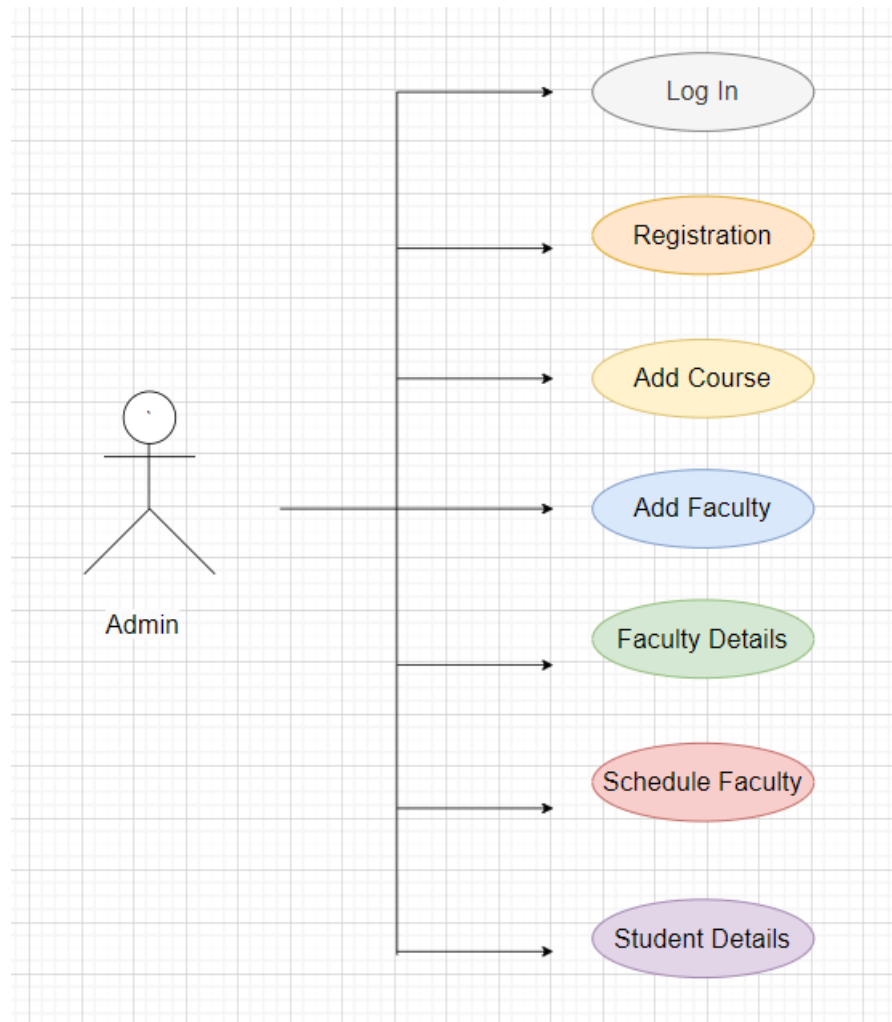 Log In
Registration
Add Course
Add Faculty
Admin
Faculty Details
Schedule Faculty
Student Details